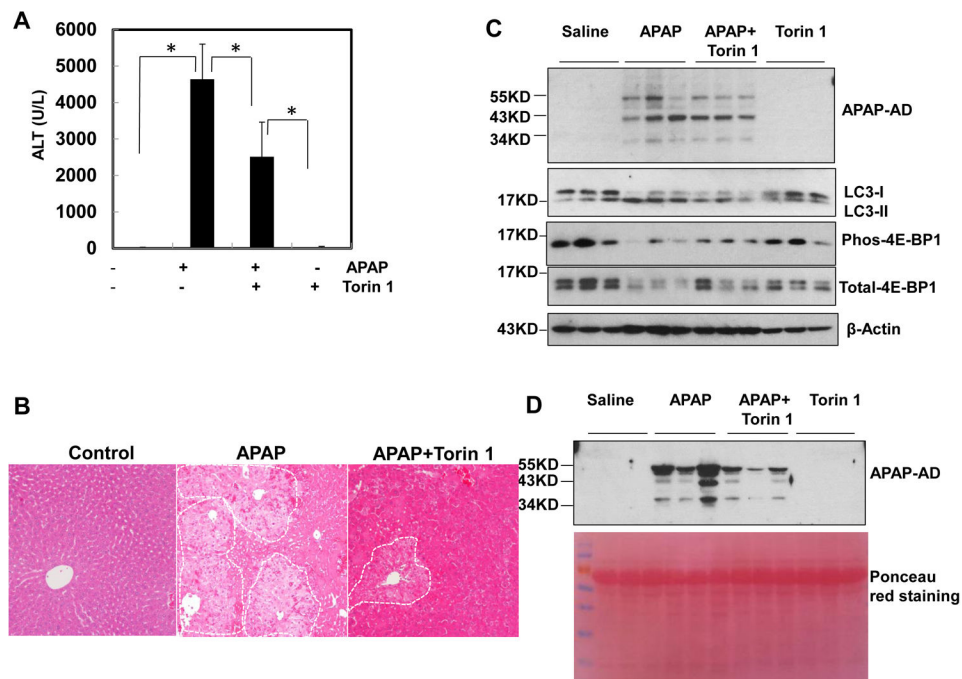 A
6000
5000
4000
3000
2000
1000
0
ALT (U/L)
* * *
- + + - APAP
- - + + Torin 1
B
Control APAP APAP+Torin 1
C
Saline APAP APAP+ Torin 1
Torin 1
55KD
43KD
34KD
APAP-AD
17KD
LC3-I
LC3-II
17KD
Phos-4E-BP1
17KD
Total-4E-BP1
43KD
β-Actin
D
Saline APAP APAP+ Torin 1
Torin 1
55KD
43KD
34KD
APAP-AD
Ponceau
red staining